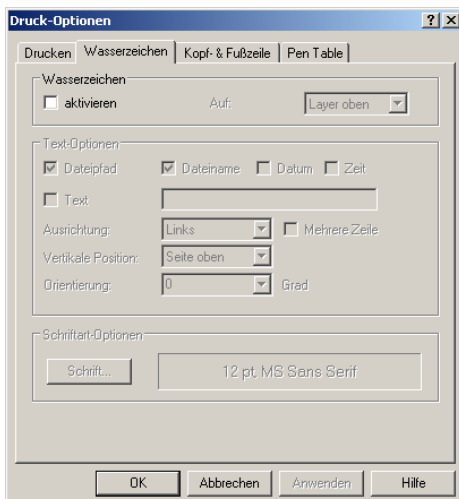 Druck-Optionen
Drucken Wasserzeichen Kopf- & Fußzeile Pen Table
Wasserzeichen
aktivieren Auf: Layer oben
Text-Optionen
Dateipfad Dateiname Datum Zeit
Text
Ausrichtung: Links Mehrere Zeile
Vertikale Position: Seite oben
Orientierung: 0 Grad
Schriftart-Optionen
Schrift... 12 pt, MS Sans Serif
OK Abbrechen Anwenden Hilfe